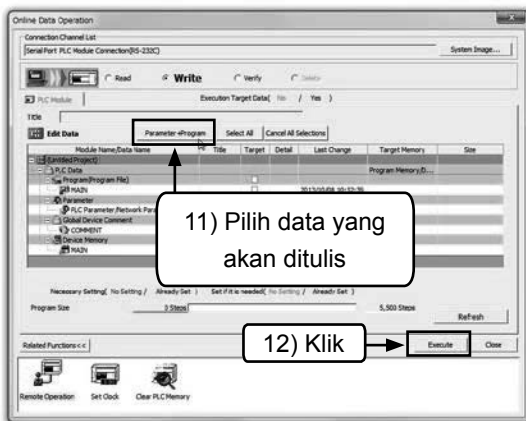 Online Data Operation
Connection Channel List
Serial Port PLC Module Connection(RS-232C)
System Image...
Read
Write
Verify
Delete
PLC Module
Execution Target Data( No / Yes )
Title
Edit Data
Parameter+Program
Select All
Cancel All Selections
Module Name/Data Name
Title
Target
Detail
Last Change
Target Memory
Size
(Untitled Project)
PLC Data
Program Memory/D...
Program(Program File)
MAIN
Parameter
PLC Parameter/Network Para
Global Device Comment
COMMENT
Device Memory
MAIN
11) Pilih data yang
akan ditulis
Necessary Setting( No Setting / Already Set )
Set if it is needed( No Setting / Already Set )
Program Size
0 Steps
5,500 Steps
Refresh
12) Klik
Related Functions<<
Execute
Close
Remote Operation
Set Clock
Clear PLC Memory